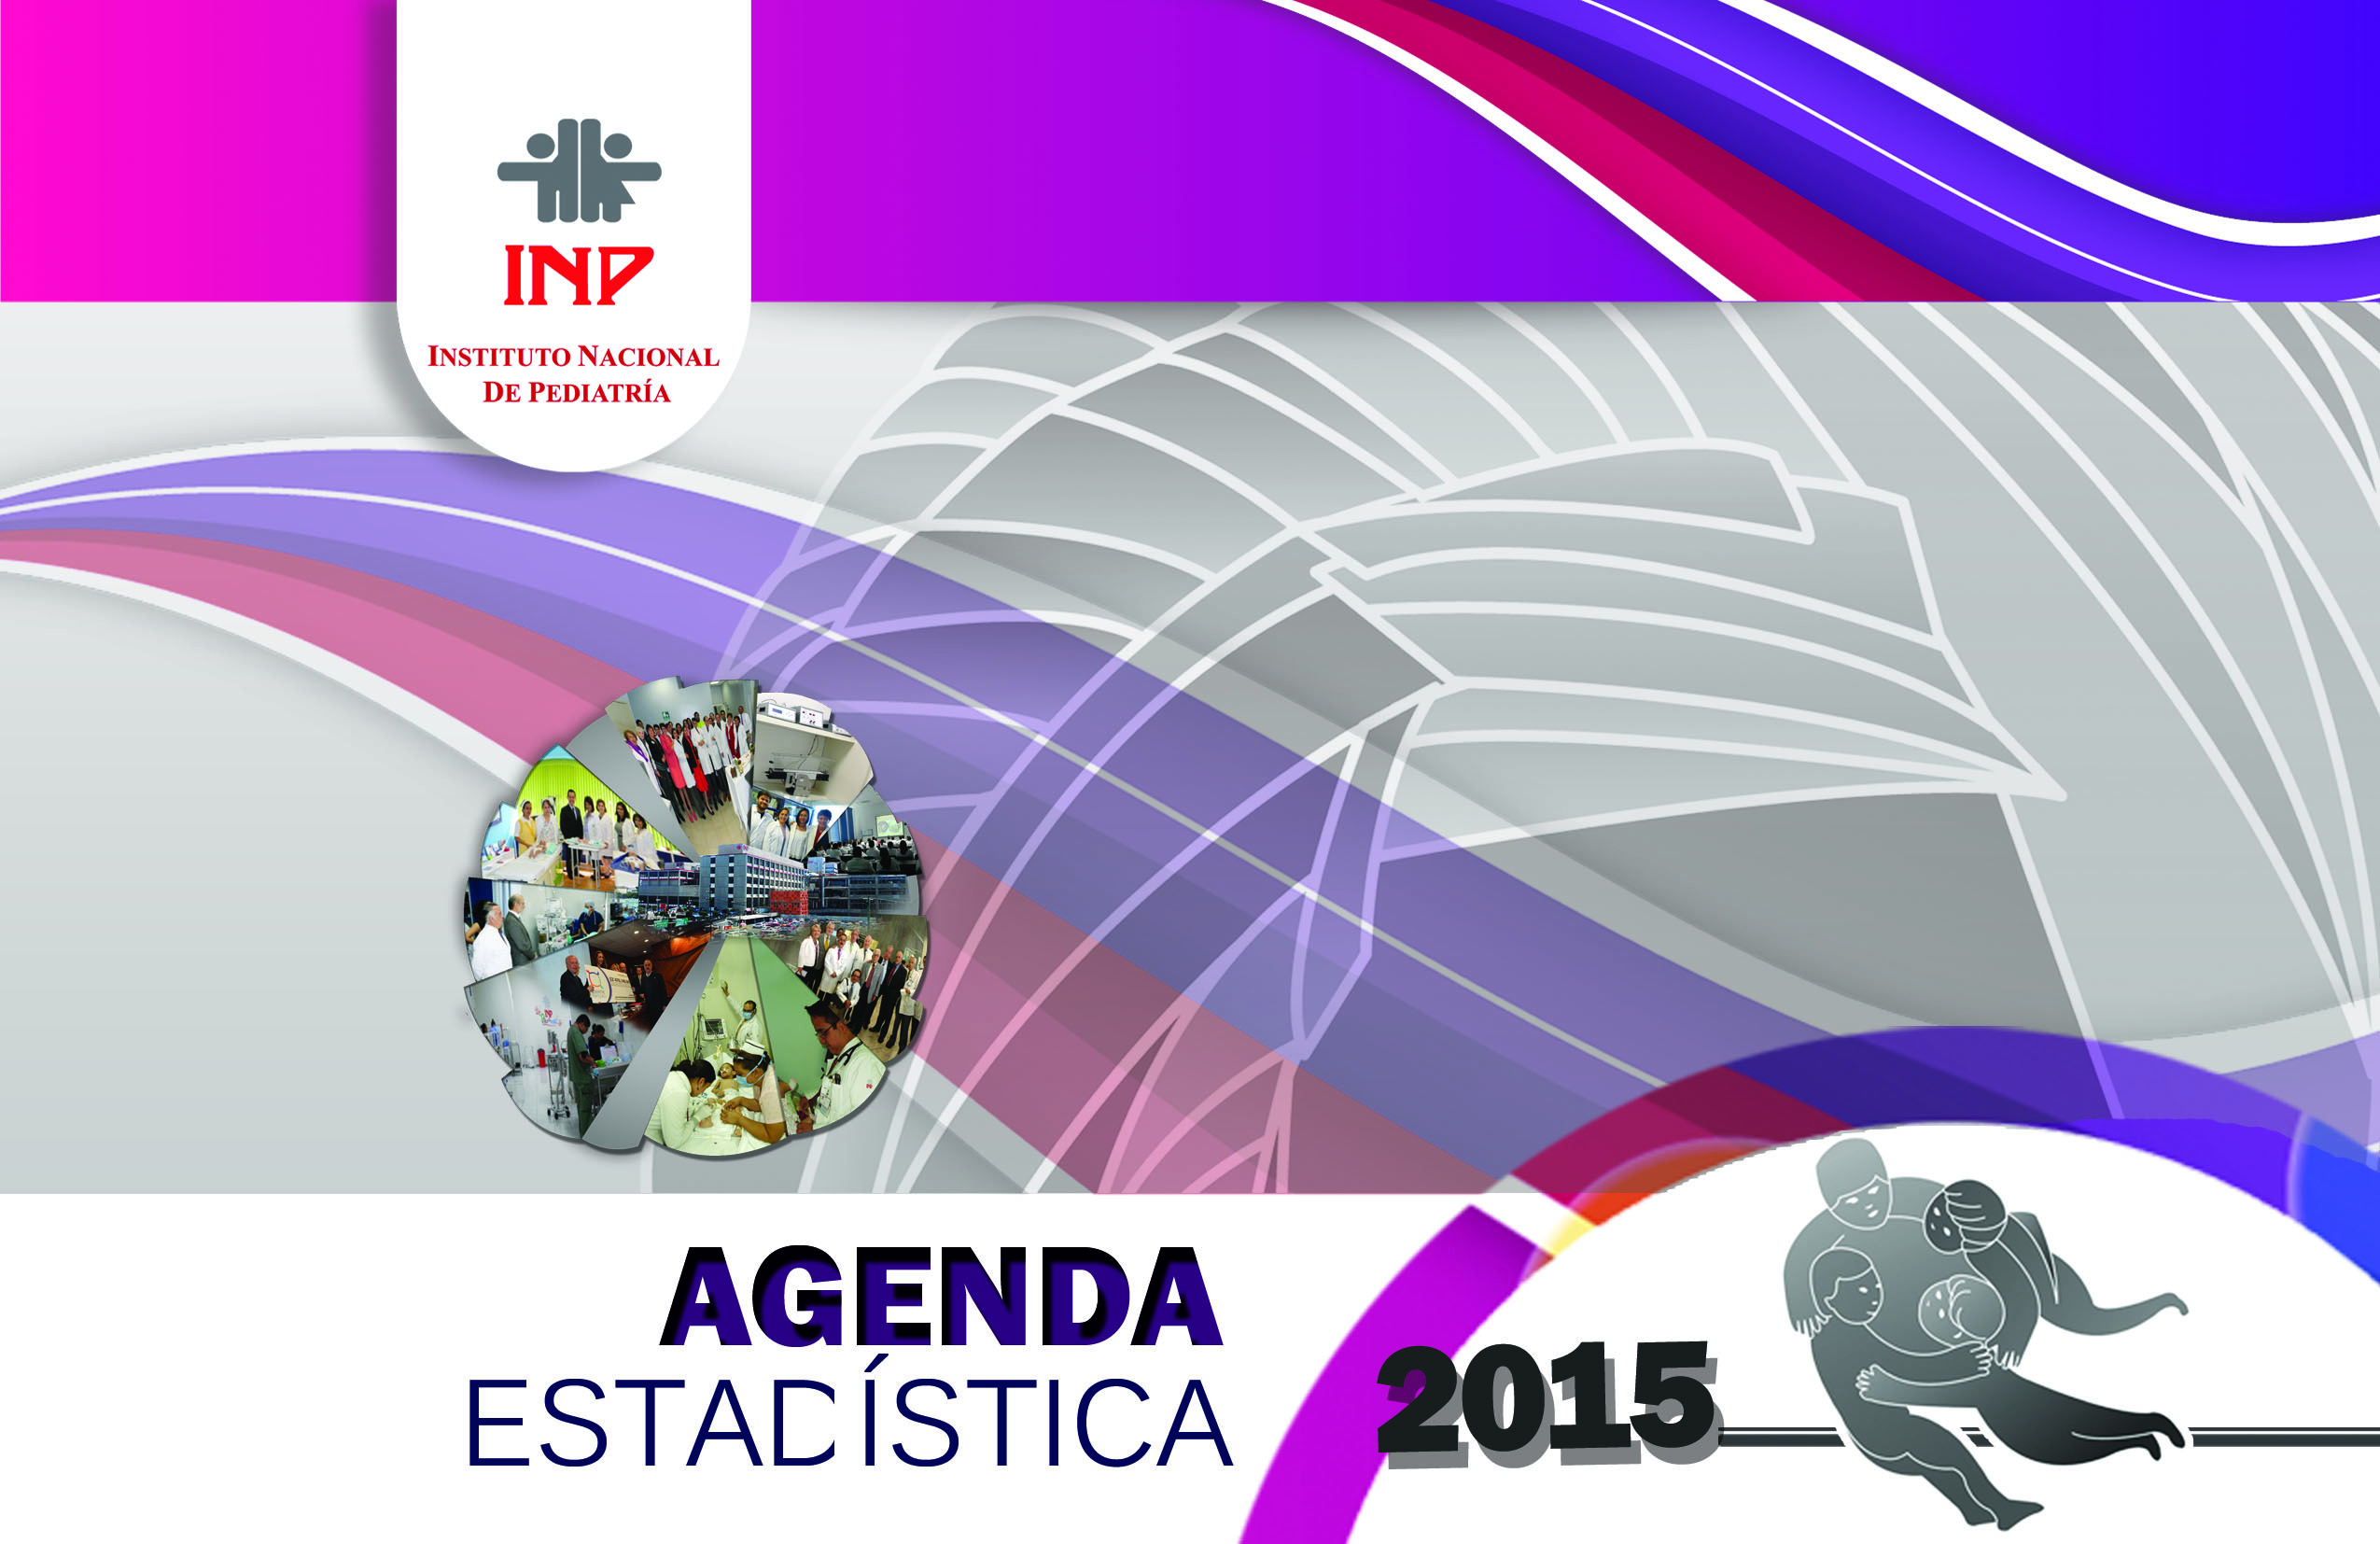 INP
INSTITUTO NACIONAL
DE PEDIATRÍA
AGENDA
ESTADÍSTICA
2015